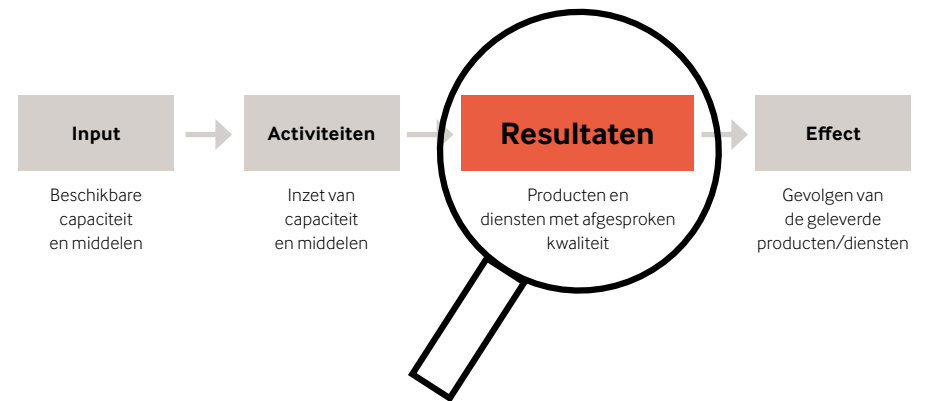 Input
Beschikbare
capaciteit
en middelen
Activiteiten
Inzet van
capaciteit
en middelen
Resultaten
Producten en
diensten met afgesproken
kwaliteit
Effect
Gevolgen van
de geleverde
producten/diensten